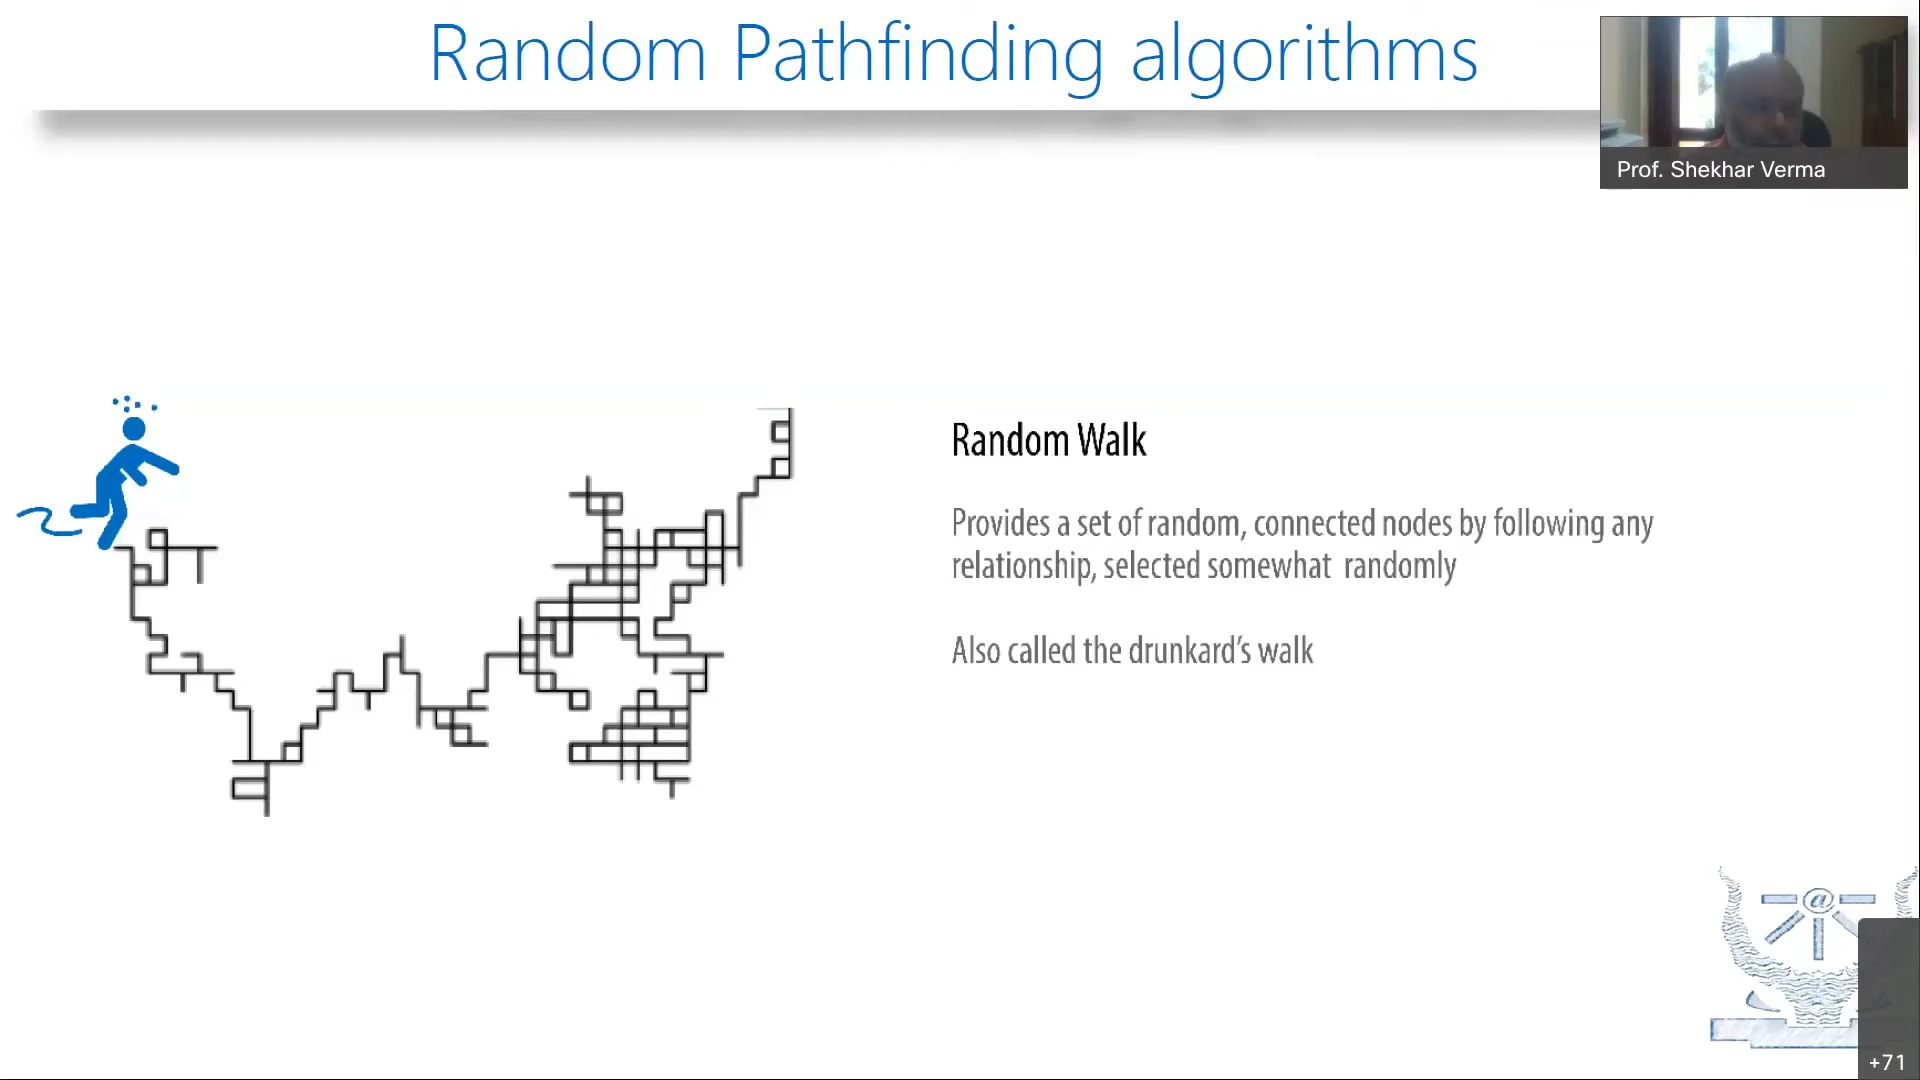 Random Pathfinding algorithms
Prof. Shekhar Verma
Random Walk
Provides a set of random, connected nodes by following any
relationship, selected somewhat randomly
Also called the drunkard's walk
@
+71